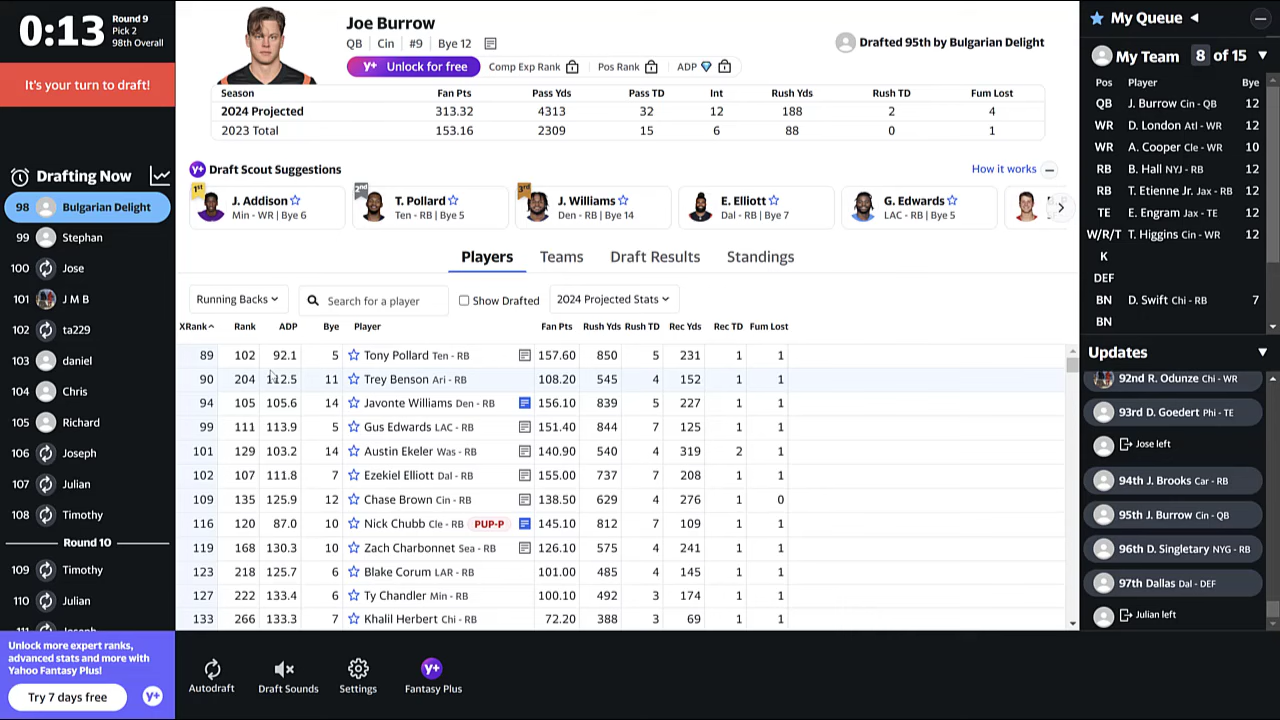 0:13
Round 9
Pick 2
98th Overall
It's your turn to draft!
Drafting Now
98 Bulgarian Delight
99 Stephan
100 Jose
101 J M B
102 ta229
103 daniel
104 Chris
105 Richard
106 Joseph
107 Julian
108 Timothy
Round 10
109 Timothy
110 Julian
Unlock more expert ranks,
advanced stats and more with
Yahoo Fantasy Plus!
Try 7 days free
y+
Joe Burrow
QB Cin #9 Bye 12
y+ Unlock for free Comp Exp Rank Pos Rank ADP
Drafted 95th by Bulgarian Delight
Season Fan Pts Pass Yds Pass TD Int Rush Yds Rush TD Fum Lost
2024 Projected 313.32 4313 32 12 188 2 4
2023 Total 153.16 2309 15 6 88 0 1
y+ Draft Scout Suggestions How it works
1st J. Addison Min - WR | Bye 6
2nd T. Pollard Ten - RB | Bye 5
3rd J. Williams Den - RB | Bye 14
E. Elliott Dal - RB | Bye 7
G. Edwards LAC - RB | Bye 5
Players Teams Draft Results Standings
Running Backs Search for a player Show Drafted 2024 Projected Stats
XRank Rank ADP Bye Player Fan Pts Rush Yds Rush TD Rec Yds Rec TD Fum Lost
89 102 92.1 5 Tony Pollard Ten - RB 157.60 850 5 231 1 1
90 204 112.5 11 Trey Benson Ari - RB 108.20 545 4 152 1 1
94 105 105.6 14 Javonte Williams Den - RB 156.10 839 5 227 1 1
99 111 113.9 5 Gus Edwards LAC - RB 151.40 844 7 125 1 1
101 129 103.2 14 Austin Ekeler Was - RB 140.90 540 4 319 2 1
102 107 111.8 7 Ezekiel Elliott Dal - RB 155.00 737 7 208 1 1
109 135 125.9 12 Chase Brown Cin - RB 138.50 629 4 276 1 0
116 120 87.0 10 Nick Chubb Cle - RB PUP-P 145.10 812 7 109 1 1
119 168 130.3 10 Zach Charbonnet Sea - RB 126.10 575 4 241 1 1
123 218 125.7 6 Blake Corum LAR - RB 101.00 485 4 145 1 1
127 222 133.4 6 Ty Chandler Min - RB 100.10 492 3 174 1 1
133 266 133.3 7 Khalil Herbert Chi - RB 72.20 388 3 69 1 1
Autodraft
Draft Sounds
Settings
y+
Fantasy Plus
My Queue
My Team 8 of 15
Pos Player Bye
QB J. Burrow Cin - QB 12
WR D. London Atl - WR 12
WR A. Cooper Cle - WR 10
RB B. Hall NYJ - RB 12
RB T. Etienne Jr. Jax - RB 12
TE E. Engram Jax - TE 12
W/R/T T. Higgins Cin - WR 12
K
DEF
BN D. Swift Chi - RB 7
BN
Updates
92nd R. Odunze Chi - WR
93rd D. Goedert Phi - TE
Jose left
94th J. Brooks Car - RB
95th J. Burrow Cin - QB
96th D. Singletary NYG - RB
97th Dallas Dal - DEF
Julian left